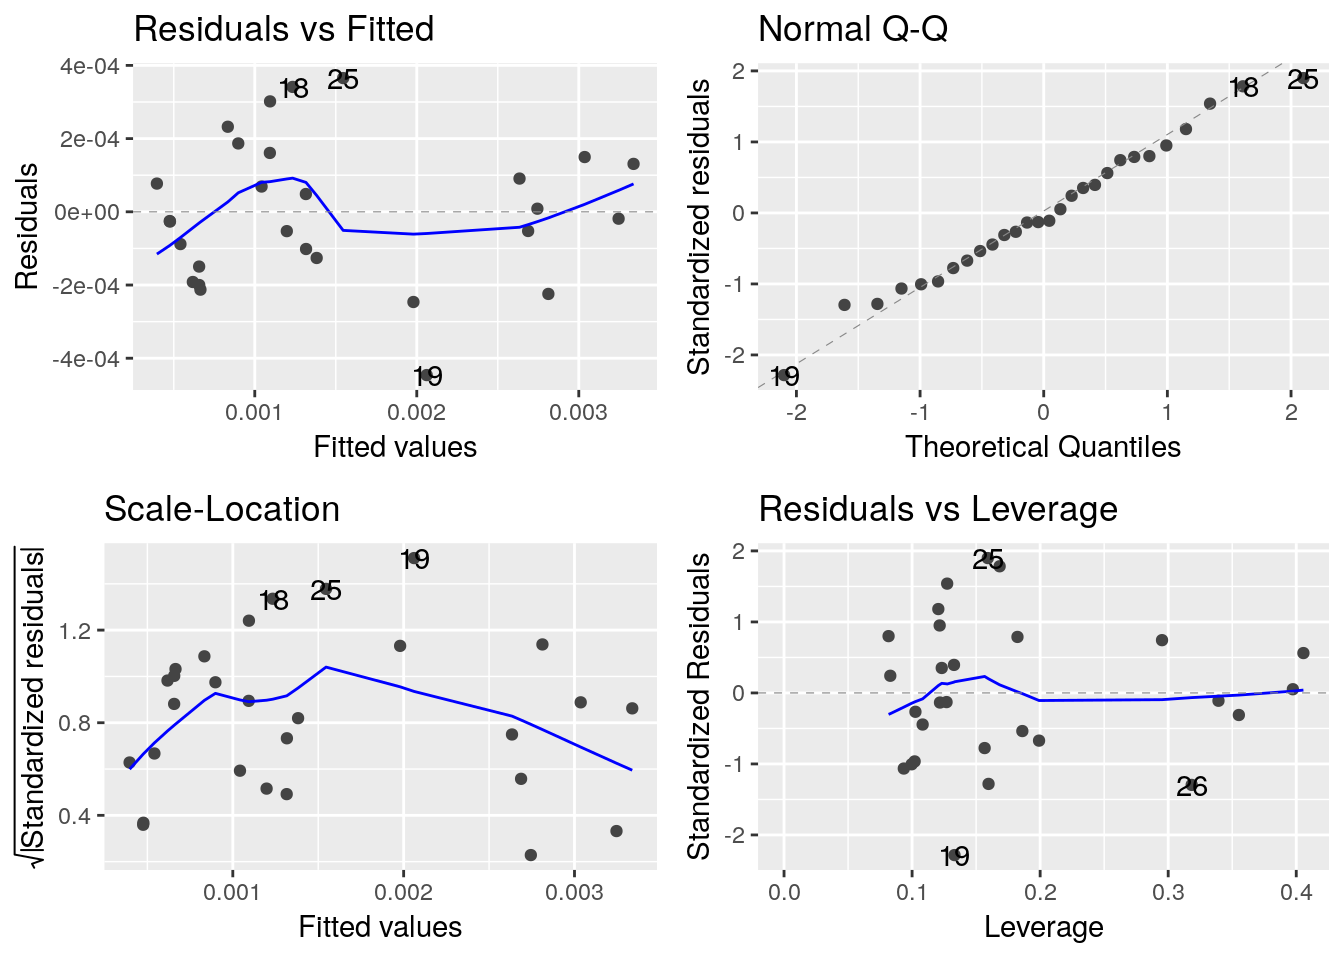 Residuals vs Fitted
4e-04
2e-04
0e+00
-2e-04
-4e-04
18
25
19
0.001
0.002
0.003
Fitted values
Residuals
Normal Q-Q
2
1
0
-1
-2
18
25
19
-2
-1
0
1
2
Theoretical Quantiles
Standardized residuals
Scale-Location
1.2
0.8
0.4
19
25
18
0.001
0.002
0.003
Fitted values
√|Standardized residuals|
Residuals vs Leverage
2
1
0
-1
-2
25
26
19
0.0
0.1
0.2
0.3
0.4
Leverage
Standardized Residuals